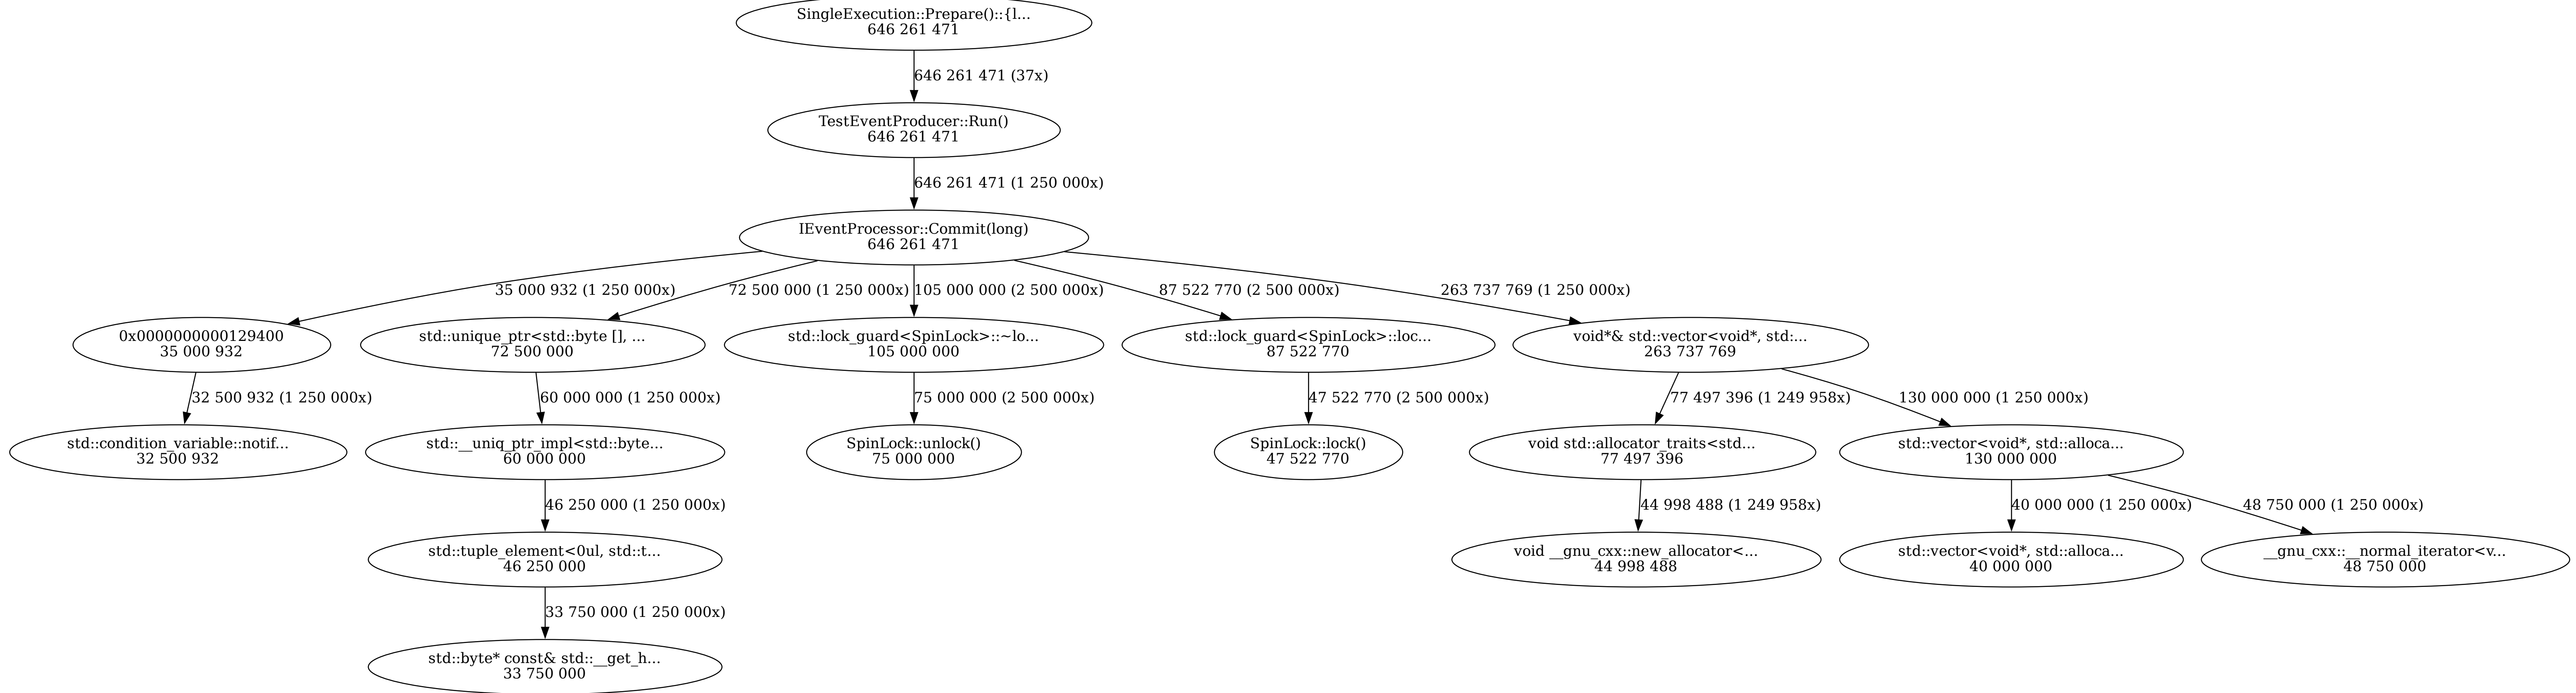 SingleExecution::Prepare()::{l...
646 261 471
646 261 471 (37x)
TestEventProducer::Run()
646 261 471
646 261 471 (1 250 000x)
IEventProcessor::Commit(long)
646 261 471
35 000 932 (1 250 000x)
72 500 000 (1 250 000x)
105 000 000 (2 500 000x)
87 522 770 (2 500 000x)
263 737 769 (1 250 000x)
0x0000000000129400
35 000 932
std::unique_ptr<std::byte [], ...
72 500 000
std::lock_guard<SpinLock>::~lo...
105 000 000
std::lock_guard<SpinLock>::loc...
87 522 770
void*& std::vector<void*, std:...
263 737 769
32 500 932 (1 250 000x)
60 000 000 (1 250 000x)
75 000 000 (2 500 000x)
47 522 770 (2 500 000x)
77 497 396 (1 249 958x)
130 000 000 (1 250 000x)
std::condition_variable::notif...
32 500 932
std::__uniq_ptr_impl<std::byte...
60 000 000
SpinLock::unlock()
75 000 000
SpinLock::lock()
47 522 770
void std::allocator_traits<std...
77 497 396
std::vector<void*, std::alloca...
130 000 000
46 250 000 (1 250 000x)
44 998 488 (1 249 958x)
40 000 000 (1 250 000x)
48 750 000 (1 250 000x)
std::tuple_element<0ul, std::t...
46 250 000
void __gnu_cxx::new_allocator<...
44 998 488
std::vector<void*, std::alloca...
40 000 000
__gnu_cxx::__normal_iterator<v...
48 750 000
33 750 000 (1 250 000x)
std::byte* const& std::__get_h...
33 750 000